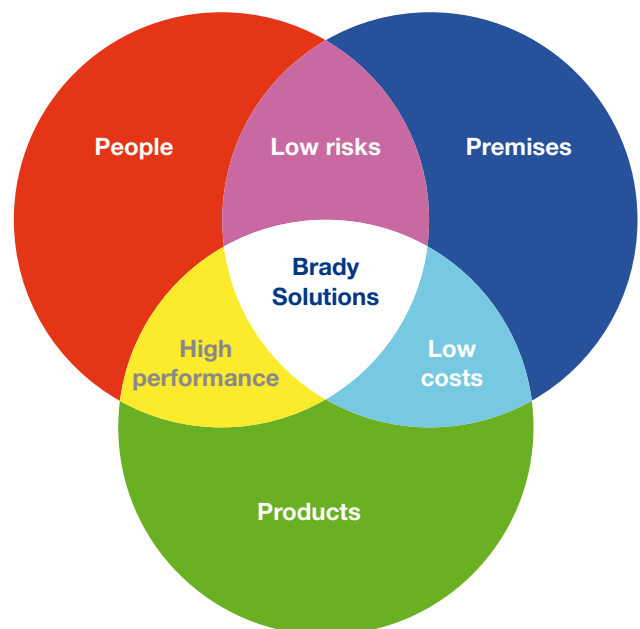 People
Low risks
Premises
Brady
Solutions
High
performance
Low
costs
Products